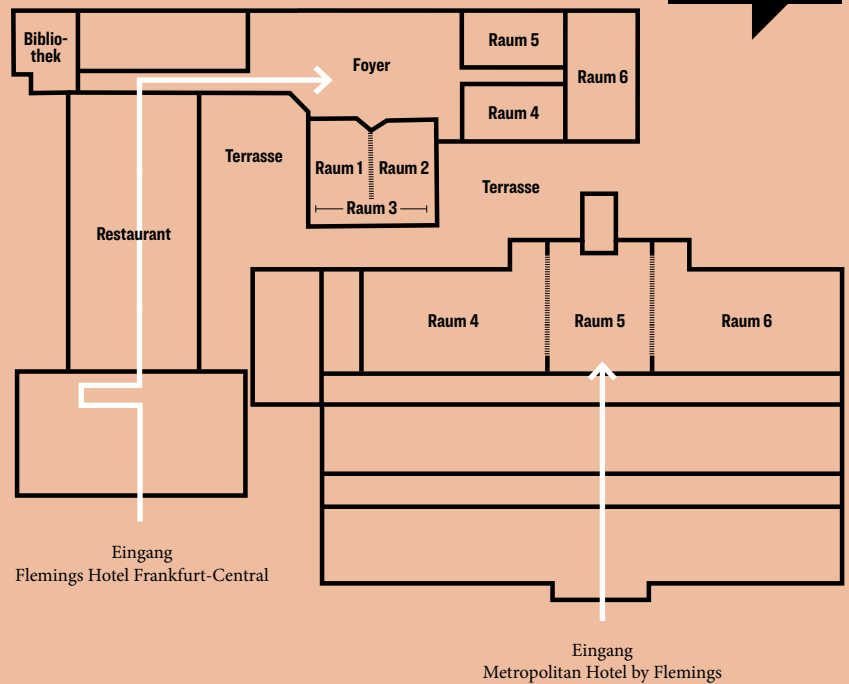 Biblio-
thek
Foyer
Raum 5
Raum 6
Raum 4
Terrasse
Raum 1
Raum 2
Raum 3
Terrasse
Restaurant
Raum 4
Raum 5
Raum 6
Eingang
Flemings Hotel Frankfurt-Central
Eingang
Metropolitan Hotel by Flemings